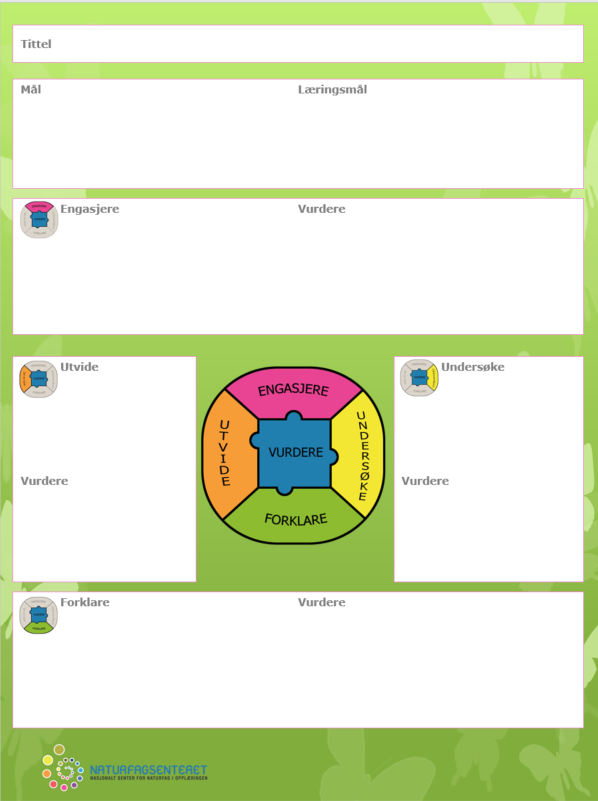 Tittel
Mål
Læringsmål
Engasjere
Vurdere
Utvide
Undersøke
ENGASJERE
UTVIDE
VURDERE
UNDERSØKE
FORKLARE
Vurdere
Vurdere
Forklare
Vurdere
NATURFAGSENTERET
NASJONALT SENTER FOR NATURFAG I OPPLÆRINGEN